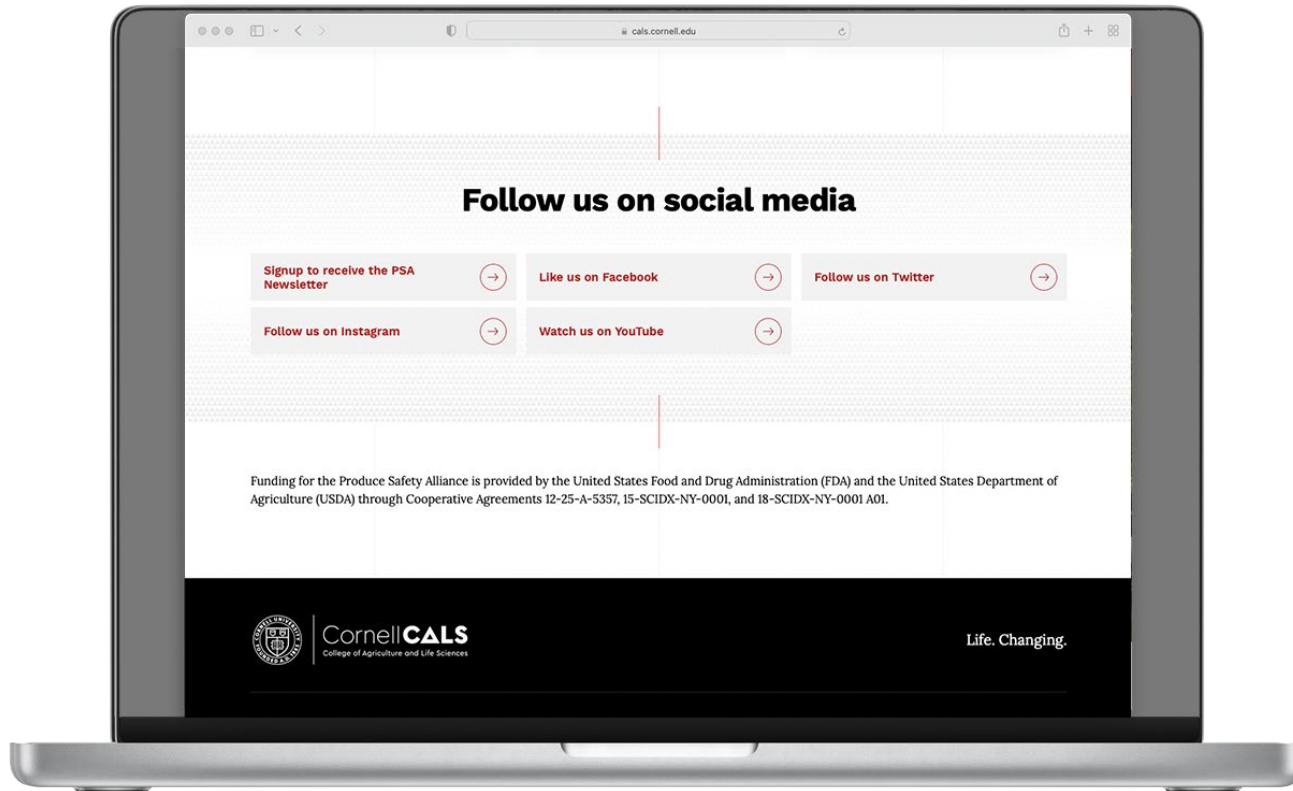 cals.cornell.edu
Follow us on social media
Signup to receive the PSA
Newsletter
Like us on Facebook
Follow us on Twitter
Follow us on Instagram
Watch us on YouTube
Funding for the Produce Safety Alliance is provided by the United States Food and Drug Administration (FDA) and the United States Department of
Agriculture (USDA) through Cooperative Agreements 12-25-A-5357, 15-SCIDX-NY-0001, and 18-SCIDX-NY-0001 A01.
CORNELL UNIVERSITY
FOUNDED A.D. 1865
CornellCALS
College of Agriculture and Life Sciences
Life. Changing.